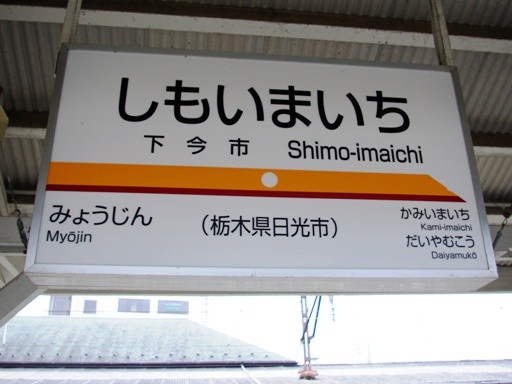 しもいまいち
下今市 Shimo-imaichi
みょうじん
Myōjin
（栃木県日光市）
かみいまいち
Kami-imaichi
だいやむこう
Daiyamukō